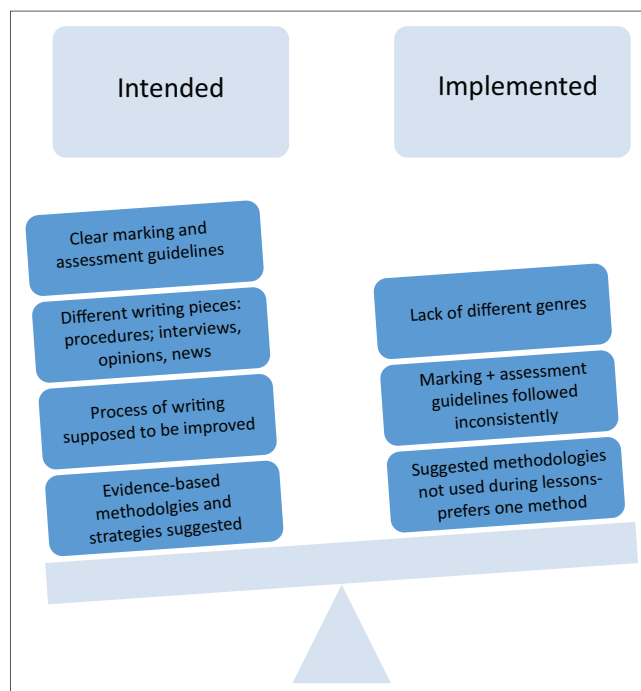 Intended
Implemented
Clear marking and
assessment guidelines
Different writing pieces:
procedures; interviews,
opinions, news
Process of writing
supposed to be improved
Evidence-based
methodolgies and
strategies suggested
Lack of different genres
Marking + assessment
guidelines followed
inconsistently
Suggested methodologies
not used during lessons-
prefers one method